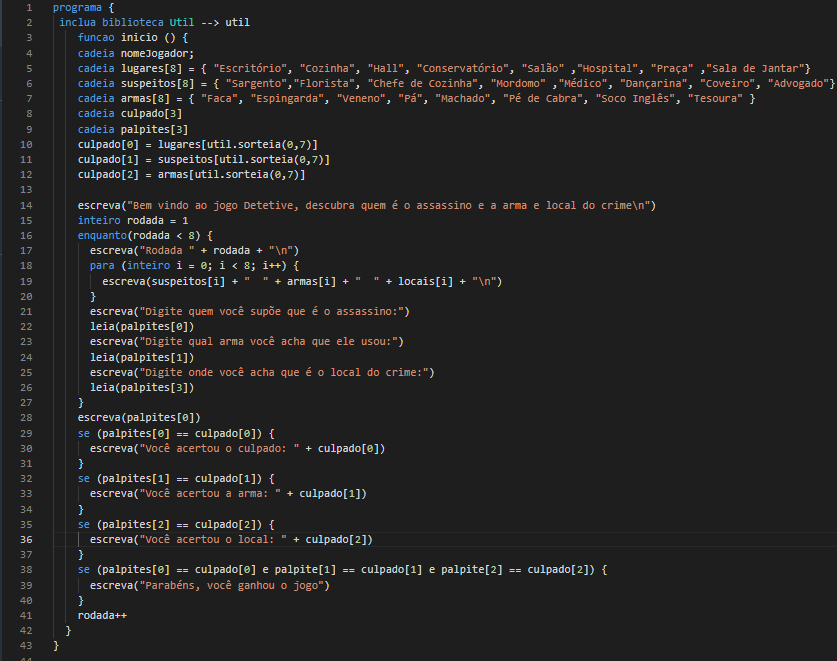 1 programa {
2 inclua biblioteca Util --> util
3 funcao inicio () {
4 cadeia nomeJogador;
5 cadeia lugares[8] = { "Escritório", "Cozinha", "Hall", "Conservatório", "Salão" ,"Hospital", "Praça" ,"Sala de Jantar"}
6 cadeia suspeitos[8] = { "Sargento","Florista", "Chefe de Cozinha", "Mordomo" ,"Médico", "Dançarina", "Coveiro", "Advogado"}
7 cadeia armas[8] = { "Faca", "Espingarda", "Veneno", "Pá", "Machado", "Pé de Cabra", "Soco Inglês", "Tesoura" }
8 cadeia culpado[3]
9 cadeia palpites[3]
10 culpado[0] = lugares[util.sorteia(0,7)]
11 culpado[1] = suspeitos[util.sorteia(0,7)]
12 culpado[2] = armas[util.sorteia(0,7)]
13
14 escreva("Bem vindo ao jogo Detetive, descubra quem é o assassino e a arma e local do crime\n")
15 inteiro rodada = 1
16 enquanto(rodada < 8) {
17 escreva("Rodada " + rodada + "\n")
18 para (inteiro i = 0; i < 8; i++) {
19 escreva(suspeitos[i] + "  " + armas[i] + "  " + locais[i] + "\n")
20 }
21 escreva("Digite quem você supõe que é o assassino:")
22 leia(palpites[0])
23 escreva("Digite qual arma você acha que ele usou:")
24 leia(palpites[1])
25 escreva("Digite onde você acha que é o local do crime:")
26 leia(palpites[3])
27 }
28 escreva(palpites[0])
29 se (palpites[0] == culpado[0]) {
30 escreva("Você acertou o culpado: " + culpado[0])
31 }
32 se (palpites[1] == culpado[1]) {
33 escreva("Você acertou a arma: " + culpado[1])
34 }
35 se (palpites[2] == culpado[2]) {
36 escreva("Você acertou o local: " + culpado[2])
37 }
38 se (palpites[0] == culpado[0] e palpite[1] == culpado[1] e palpite[2] == culpado[2]) {
39 escreva("Parabéns, você ganhou o jogo")
40 }
41 rodada++
42 }
43 }
44